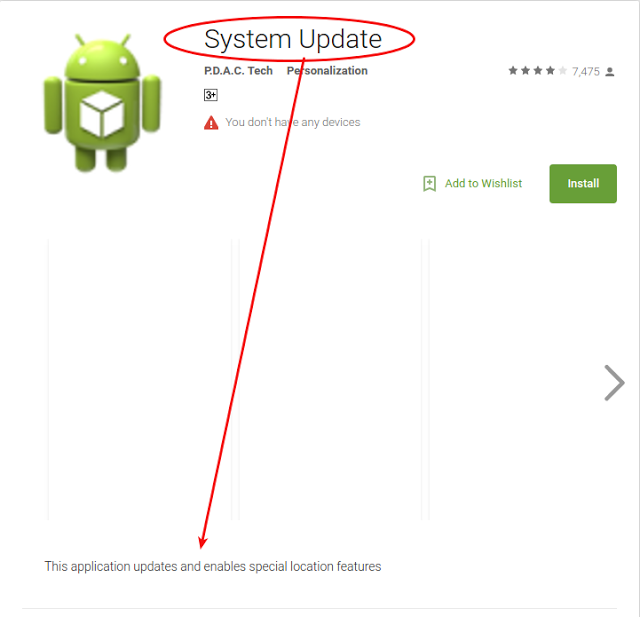 System Update
P.D.A.C. Tech Personalization
7,475
3+
You don't have any devices
Add to Wishlist
Install
This application updates and enables special location features